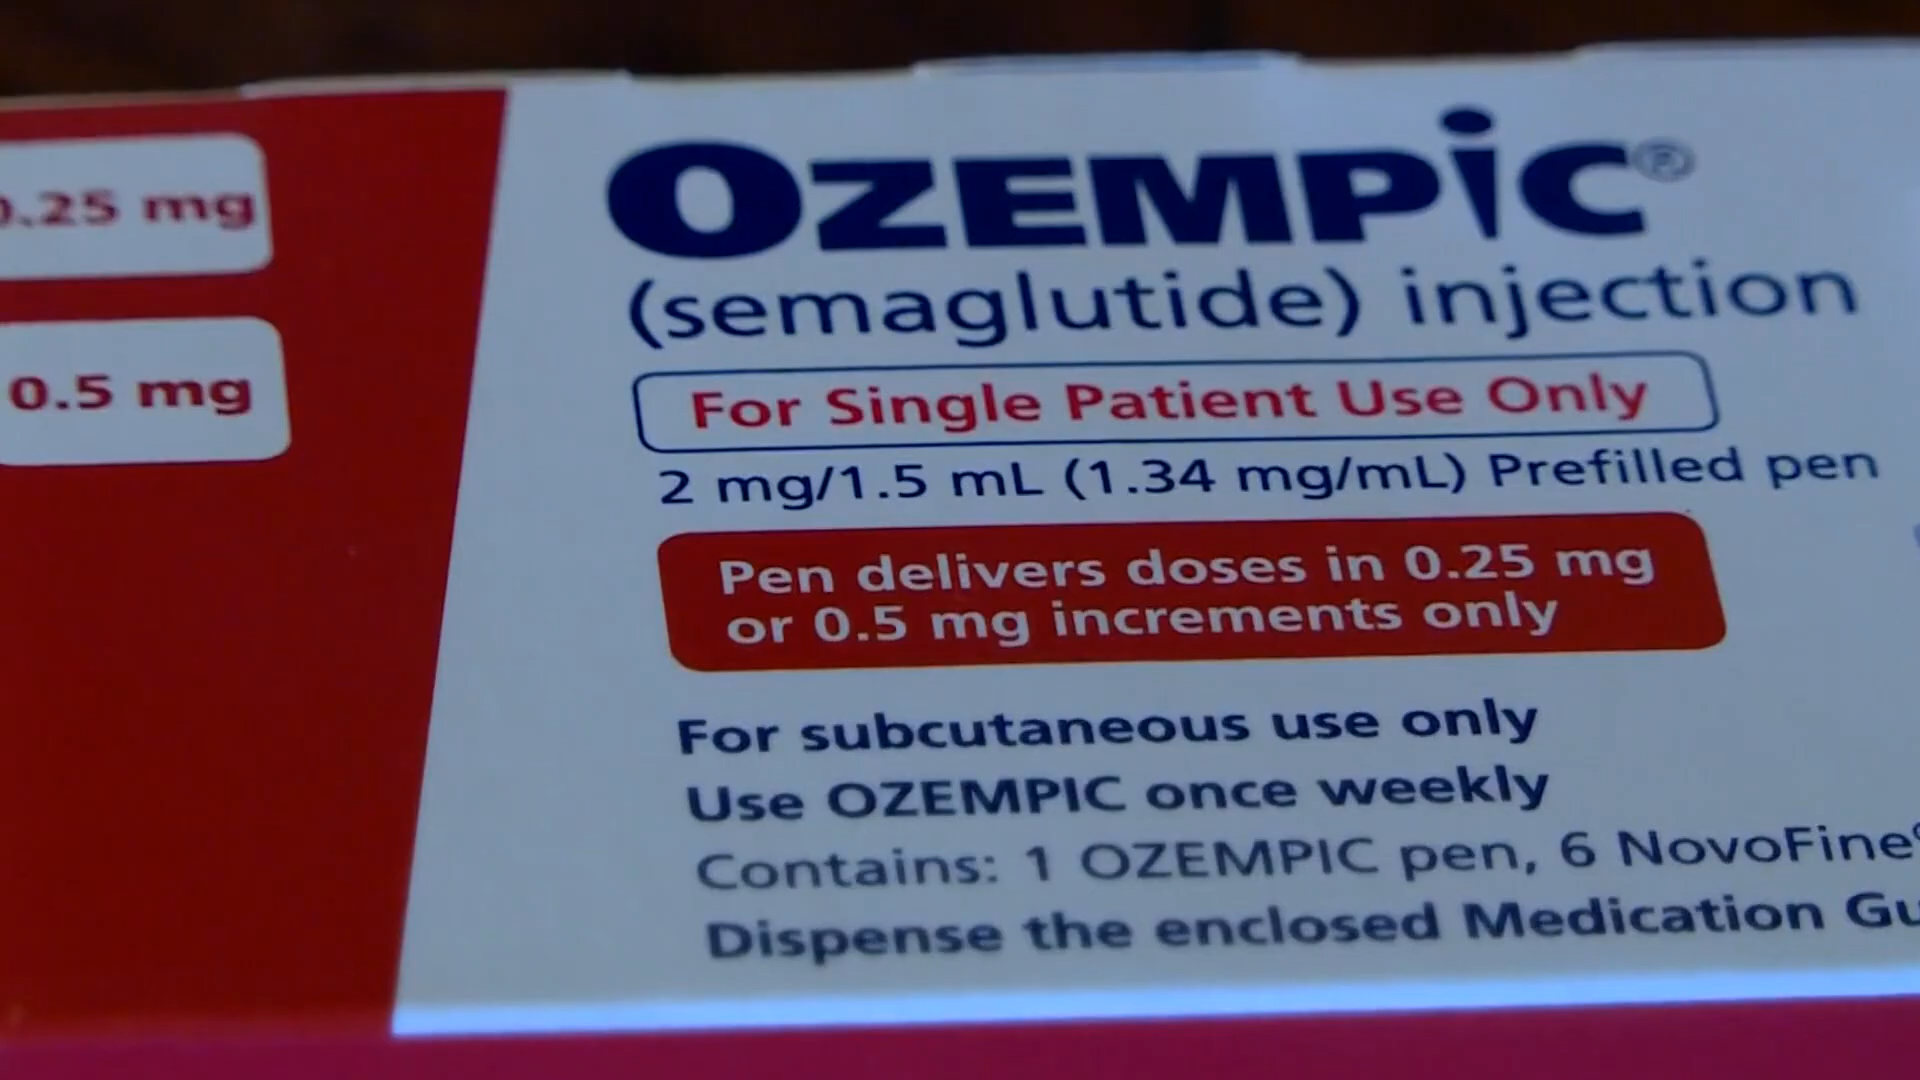 0.25 mg
0.5 mg
OZEMPIC®
(semaglutide) injection
For Single Patient Use Only
2 mg/1.5 mL (1.34 mg/mL) Prefilled pen
Pen delivers doses in 0.25 mg
or 0.5 mg increments only
For subcutaneous use only
Use OZEMPIC once weekly
Contains: 1 OZEMPIC pen, 6 NovoFine®
Dispense the enclosed Medication